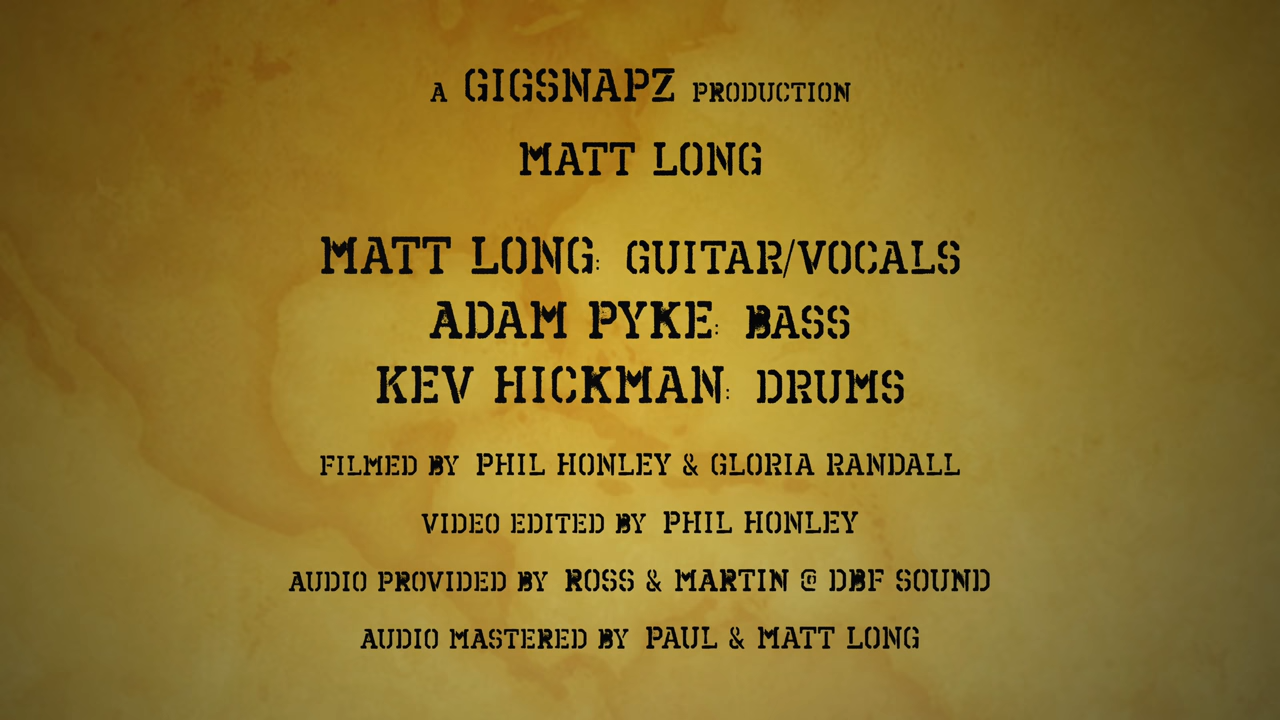 A GIGSNAPZ PRODUCTION
MATT LONG
MATT LONG: GUITAR/VOCALS
ADAM PYKE: BASS
KEV HICKMAN: DRUMS
FILMED BY PHIL HONLEY & GLORIA RANDALL
VIDEO EDITED BY PHIL HONLEY
AUDIO PROVIDED BY ROSS & MARTIN @ DBF SOUND
AUDIO MASTERED BY PAUL & MATT LONG